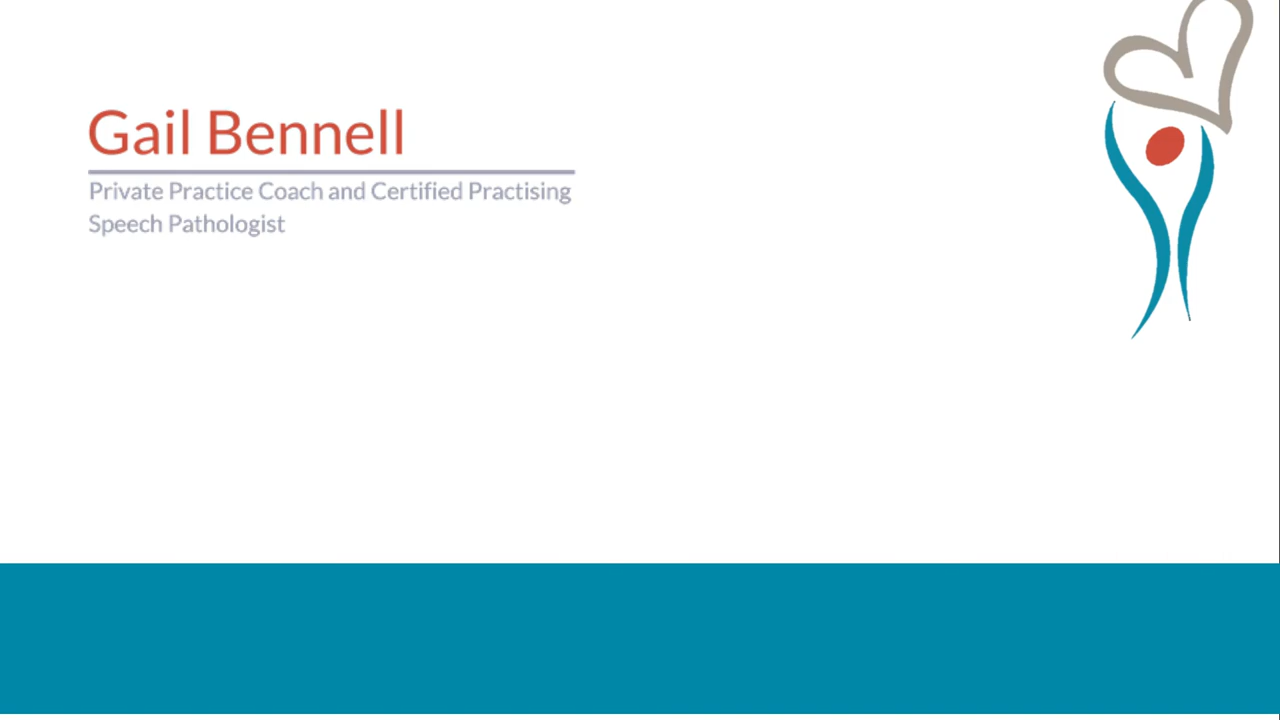 Gail Bennell
Private Practice Coach and Certified Practising
Speech Pathologist